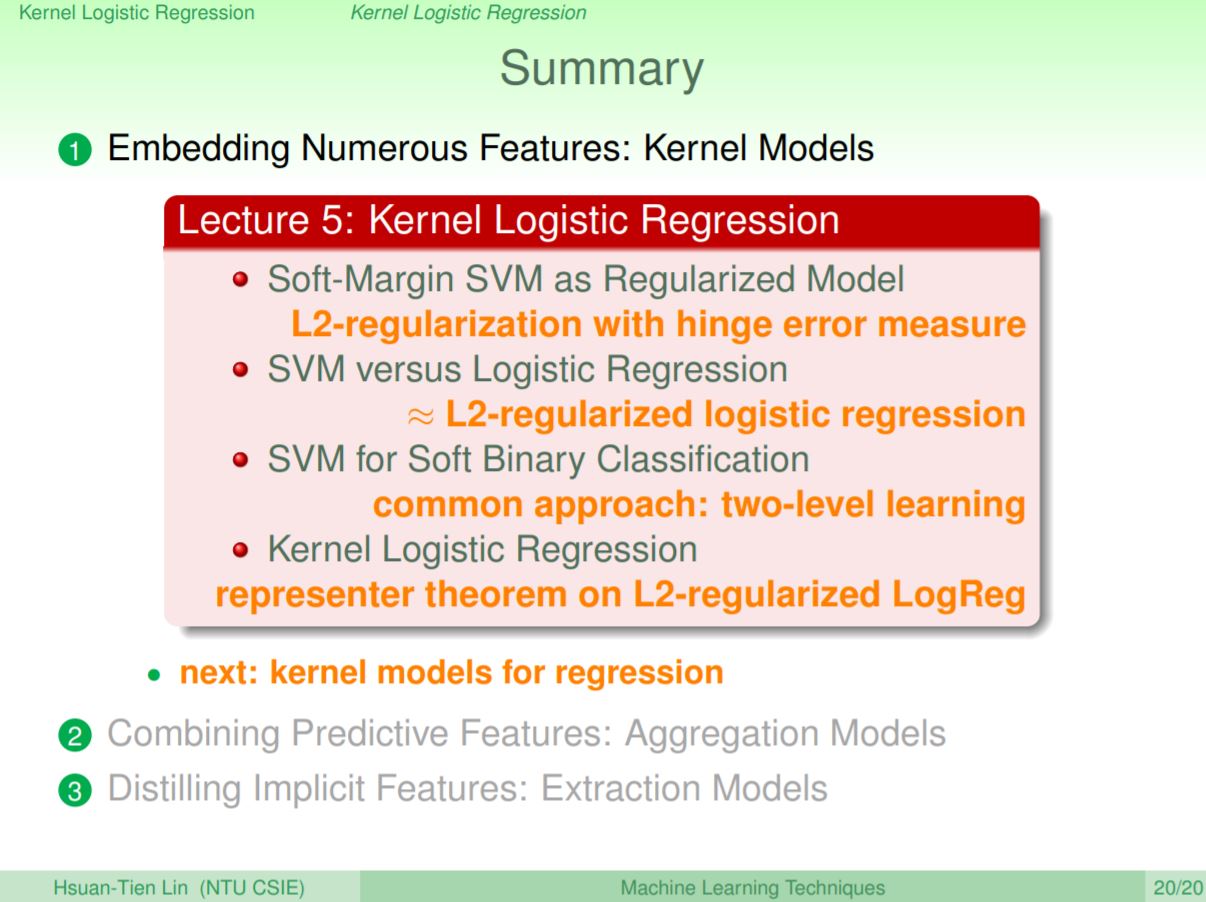 Kernel Logistic Regression Kernel Logistic Regression
Summary
1 Embedding Numerous Features: Kernel Models
Lecture 5: Kernel Logistic Regression
• Soft-Margin SVM as Regularized Model
L2-regularization with hinge error measure
• SVM versus Logistic Regression
≈ L2-regularized logistic regression
• SVM for Soft Binary Classification
common approach: two-level learning
• Kernel Logistic Regression
representer theorem on L2-regularized LogReg
• next: kernel models for regression
2 Combining Predictive Features: Aggregation Models
3 Distilling Implicit Features: Extraction Models
Hsuan-Tien Lin (NTU CSIE) Machine Learning Techniques 20/20